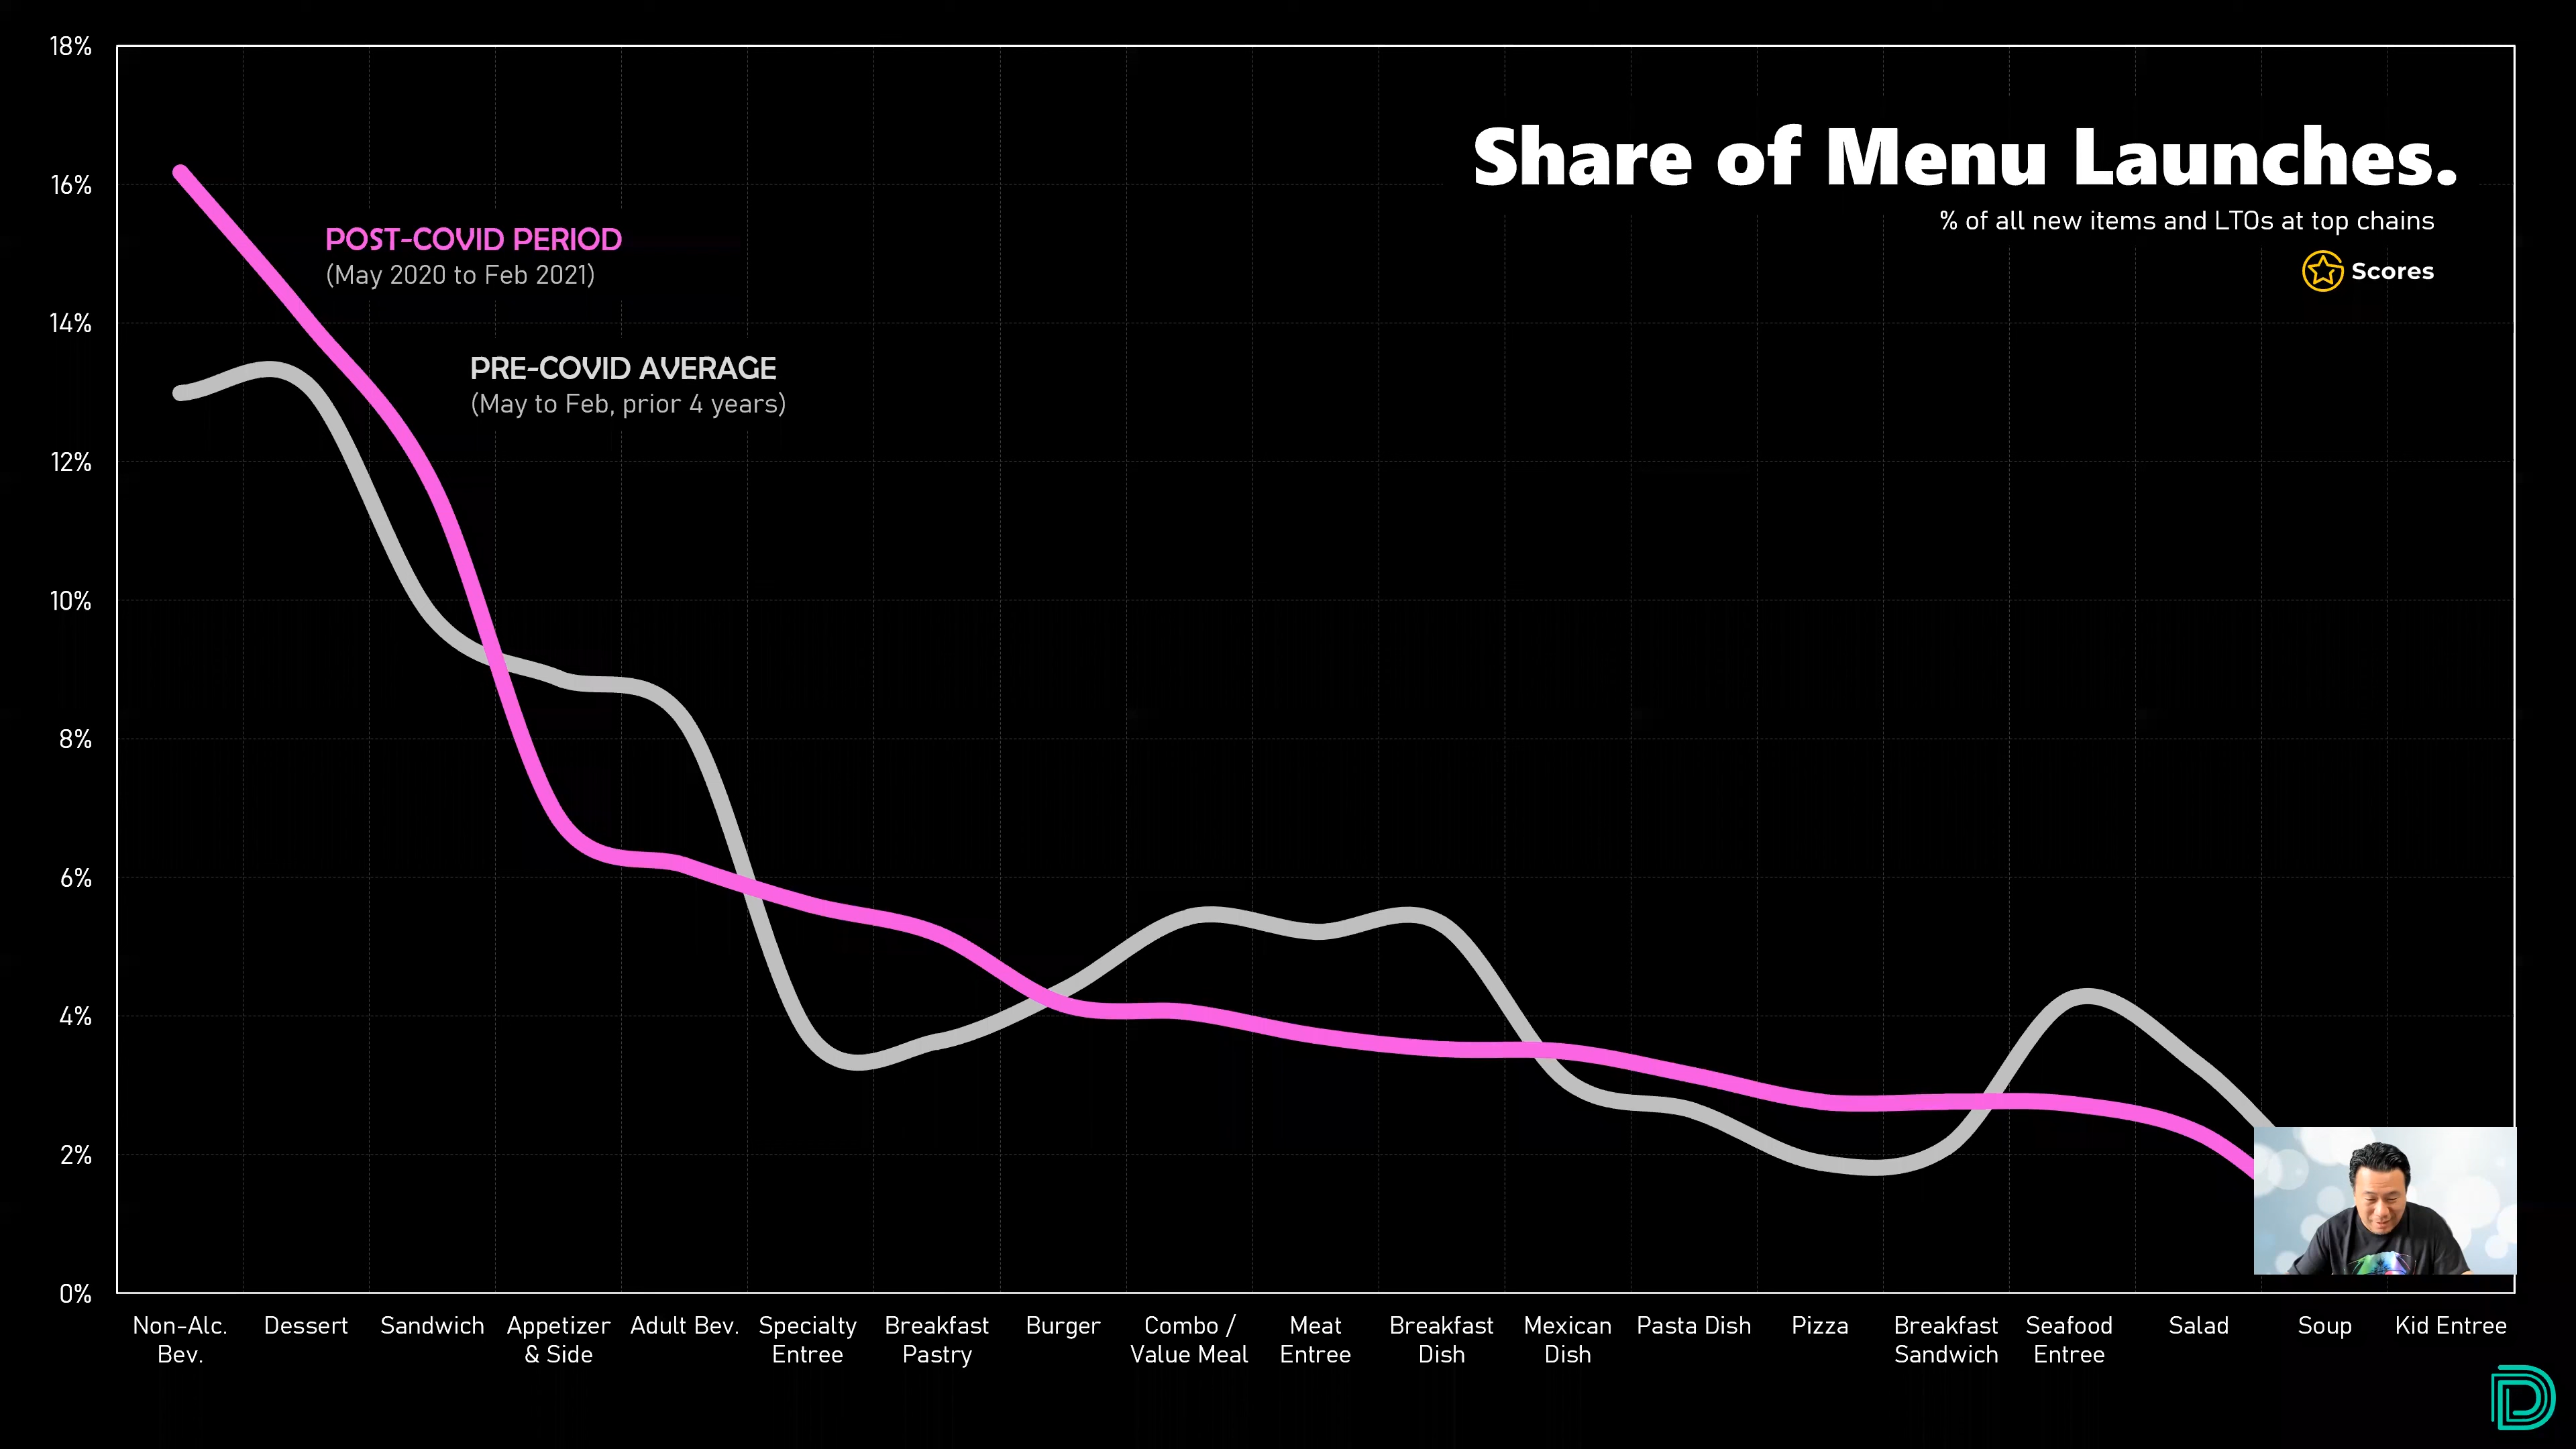 Share of Menu Launches.
% of all new items and LTOs at top chains
Scores
POST-COVID PERIOD
(May 2020 to Feb 2021)
PRE-COVID AVERAGE
(May to Feb, prior 4 years)
18%
16%
14%
12%
10%
8%
6%
4%
2%
0%
Non-Alc.
Bev.
Dessert
Sandwich
Appetizer
& Side
Adult Bev.
Specialty
Entree
Breakfast
Pastry
Burger
Combo /
Value Meal
Meat
Entree
Breakfast
Dish
Mexican
Dish
Pasta Dish
Pizza
Breakfast
Sandwich
Seafood
Entree
Salad
Soup
Kid Entree